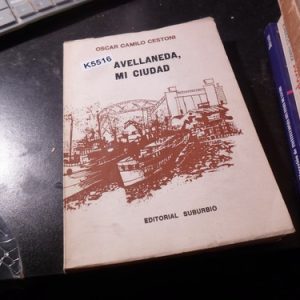 OSCAR CAMILO CESTONI
K5516
AVELLANEDA,
MI CIUDAD
EDITORIAL SUBURBIO